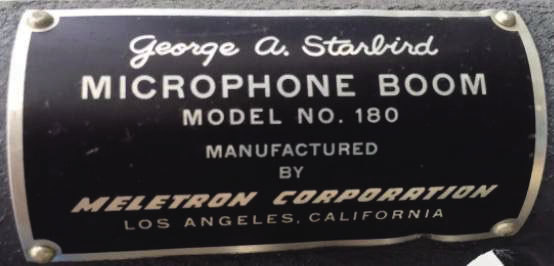 George A. Starbird
MICROPHONE BOOM
MODEL NO. 180
MANUFACTURED
BY
MELETRON CORPORATION
LOS ANGELES, CALIFORNIA